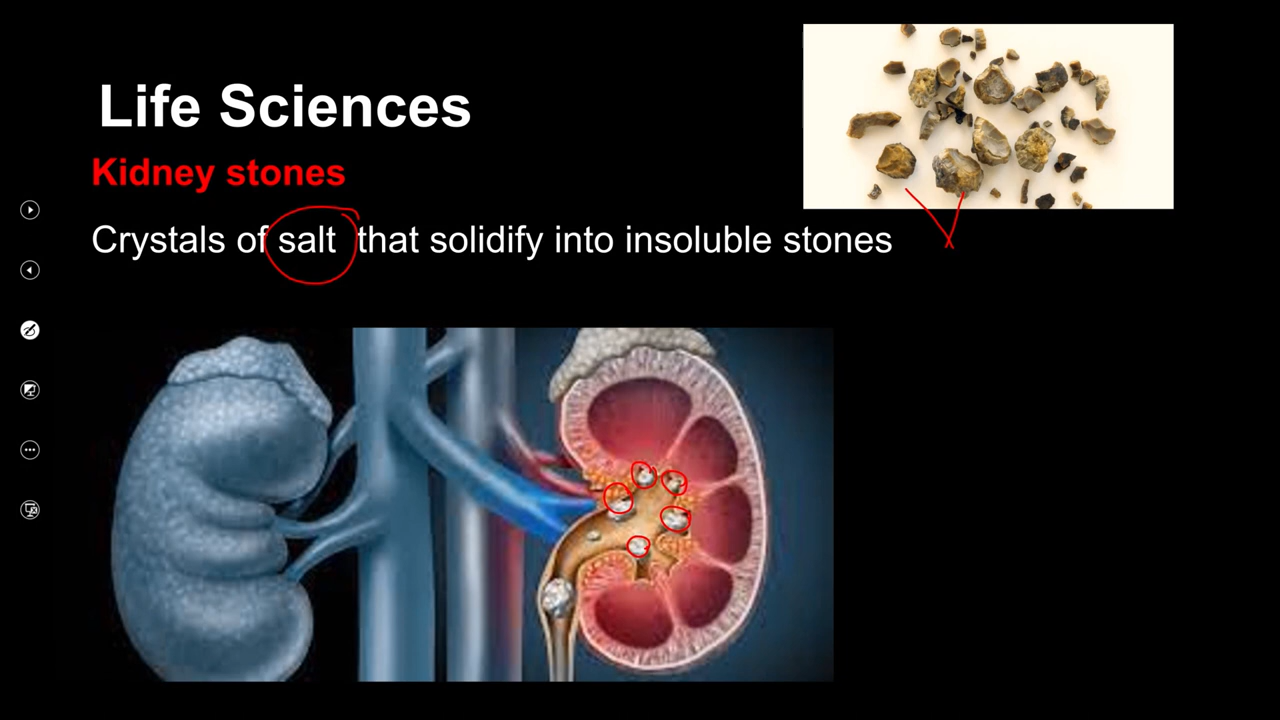 Life Sciences
Kidney stones
Crystals of salt that solidify into insoluble stones